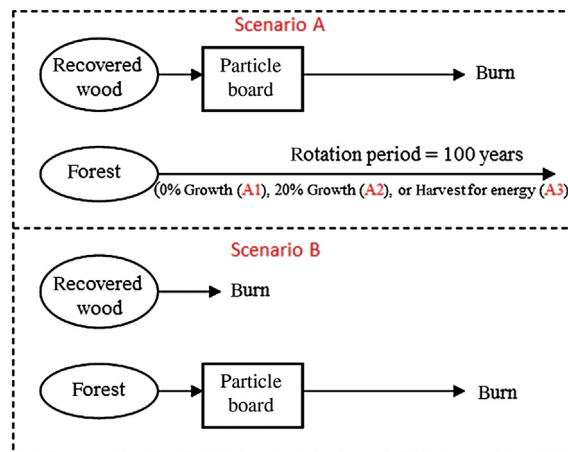 Scenario A
Recovered
wood
Particle
board
Burn
Forest
Rotation period = 100 years
(0% Growth (A1), 20% Growth (A2), or Harvest for energy (A3)
Scenario B
Recovered
wood
Burn
Forest
Particle
board
Burn